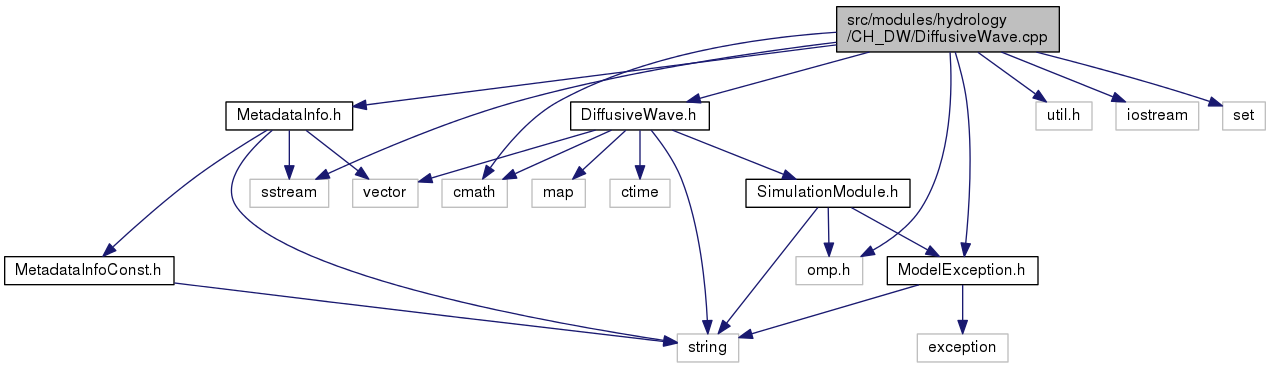 src/modules/hydrology
/CH_DW/DiffusiveWave.cpp
MetadataInfo.h
DiffusiveWave.h
util.h
iostream
set
sstream
vector
cmath
map
ctime
SimulationModule.h
MetadataInfoConst.h
omp.h
ModelException.h
string
exception